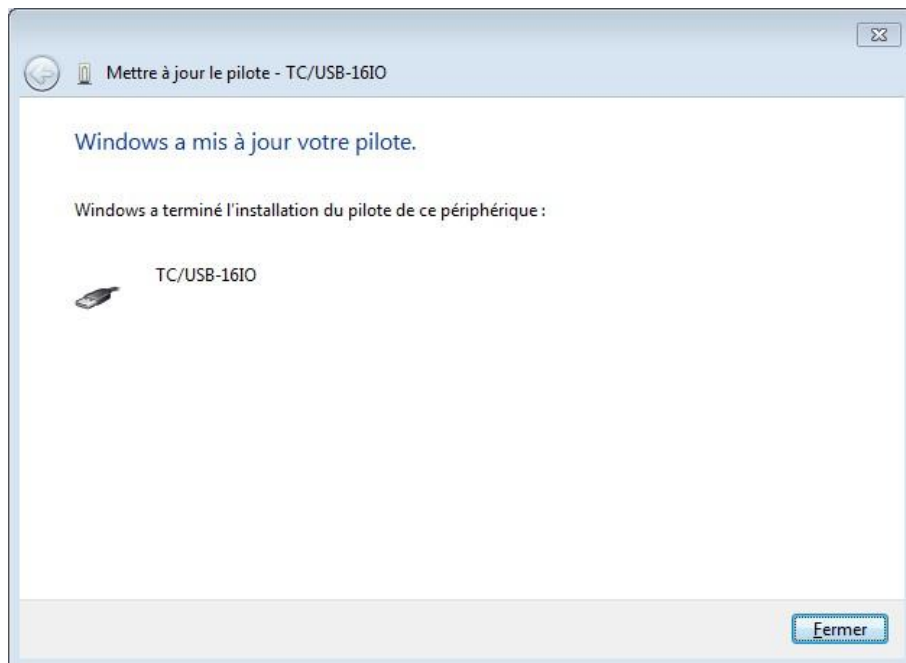 Mettre à jour le pilote - TC/USB-16IO
Windows a mis à jour votre pilote.
Windows a terminé l'installation du pilote de ce périphérique :
TC/USB-16IO
Fermer